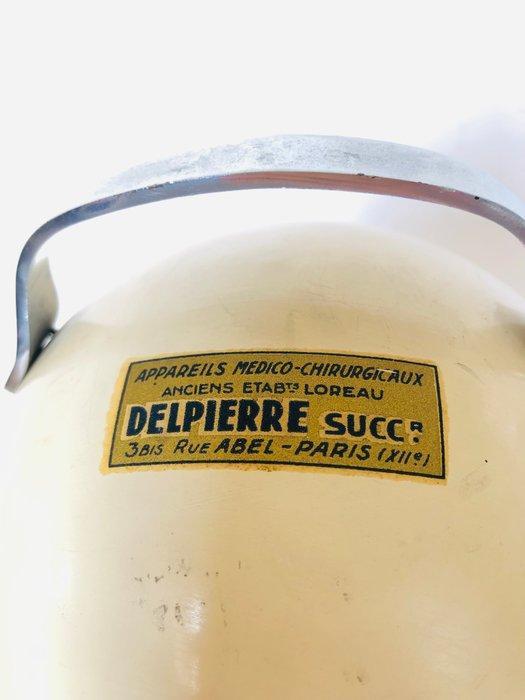 APPAREILS MEDICO-CHIRURGICAUX
ANCIENS ETABTS LOREAU
DELPIERRE SUCCR.
3BIS RUE ABEL - PARIS (XIIe)